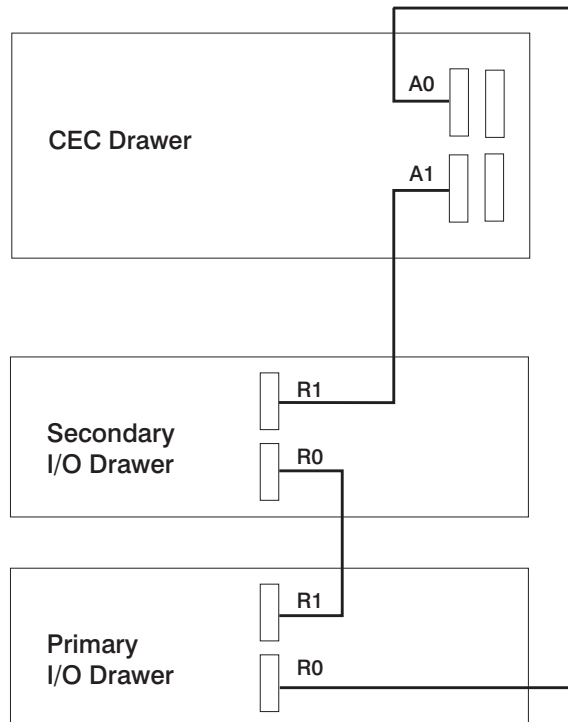 A0
CEC Drawer
A1
R1
Secondary
I/O Drawer
R0
R1
Primary
I/O Drawer
R0